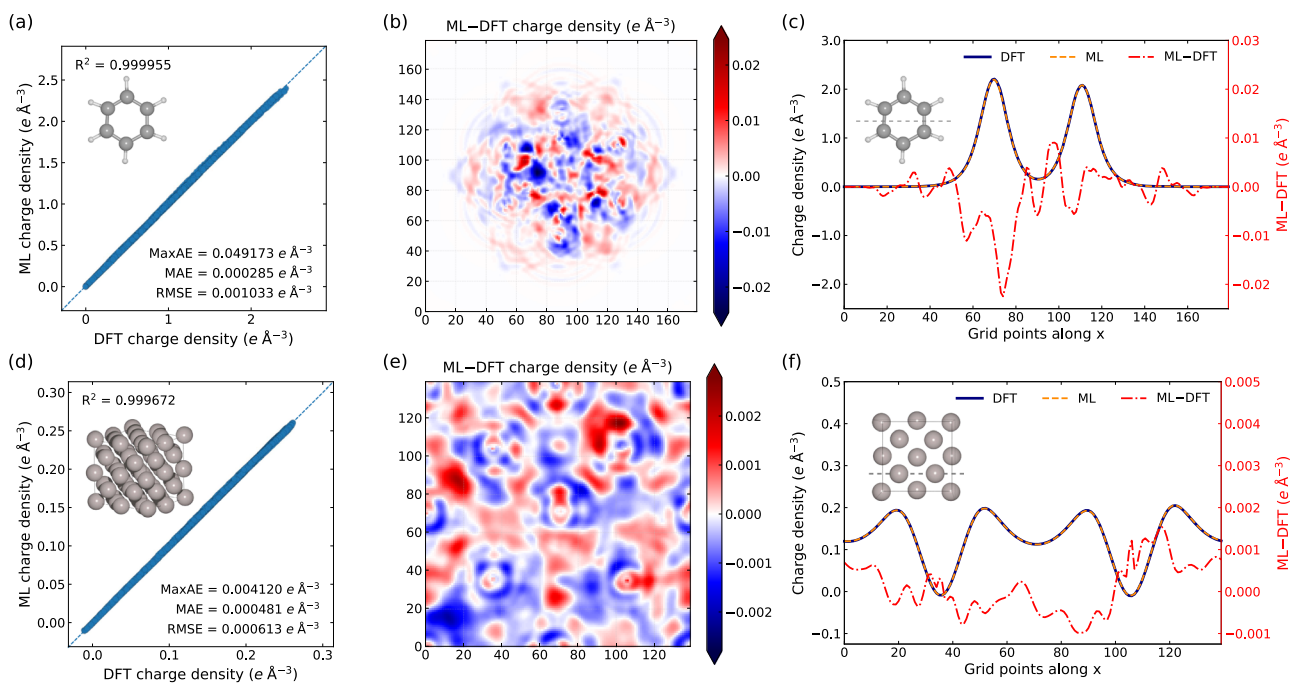 (a)
R² = 0.999955
MaxAE = 0.049173 e Å⁻³
MAE = 0.000285 e Å⁻³
RMSE = 0.001033 e Å⁻³
ML charge density (e Å⁻³)
2.5
2.0
1.5
1.0
0.5
0.0
0 1 2
DFT charge density (e Å⁻³)
(b)
ML−DFT charge density (e Å⁻³)
160
140
120
100
80
60
40
20
0
0 20 40 60 80 100 120 140 160
0.02
0.01
0.00
−0.01
−0.02
(c)
DFT ML ML−DFT
Charge density (e Å⁻³)
3.0
2.0
1.0
0.0
−1.0
−2.0
0 20 40 60 80 100 120 140 160
Grid points along x
0.03
0.02
0.01
0.00
−0.01
−0.02
ML−DFT (e Å⁻³)
(d)
R² = 0.999672
MaxAE = 0.004120 e Å⁻³
MAE = 0.000481 e Å⁻³
RMSE = 0.000613 e Å⁻³
ML charge density (e Å⁻³)
0.30
0.25
0.20
0.15
0.10
0.05
0.00
0.0 0.1 0.2 0.3
DFT charge density (e Å⁻³)
(e)
ML−DFT charge density (e Å⁻³)
120
100
80
60
40
20
0
0 20 40 60 80 100 120
0.002
0.001
0.000
−0.001
−0.002
(f)
DFT ML ML−DFT
Charge density (e Å⁻³)
0.5
0.4
0.3
0.2
0.1
0.0
−0.1
0 20 40 60 80 100 120
Grid points along x
0.005
0.004
0.003
0.002
0.001
0.000
−0.001
ML−DFT (e Å⁻³)